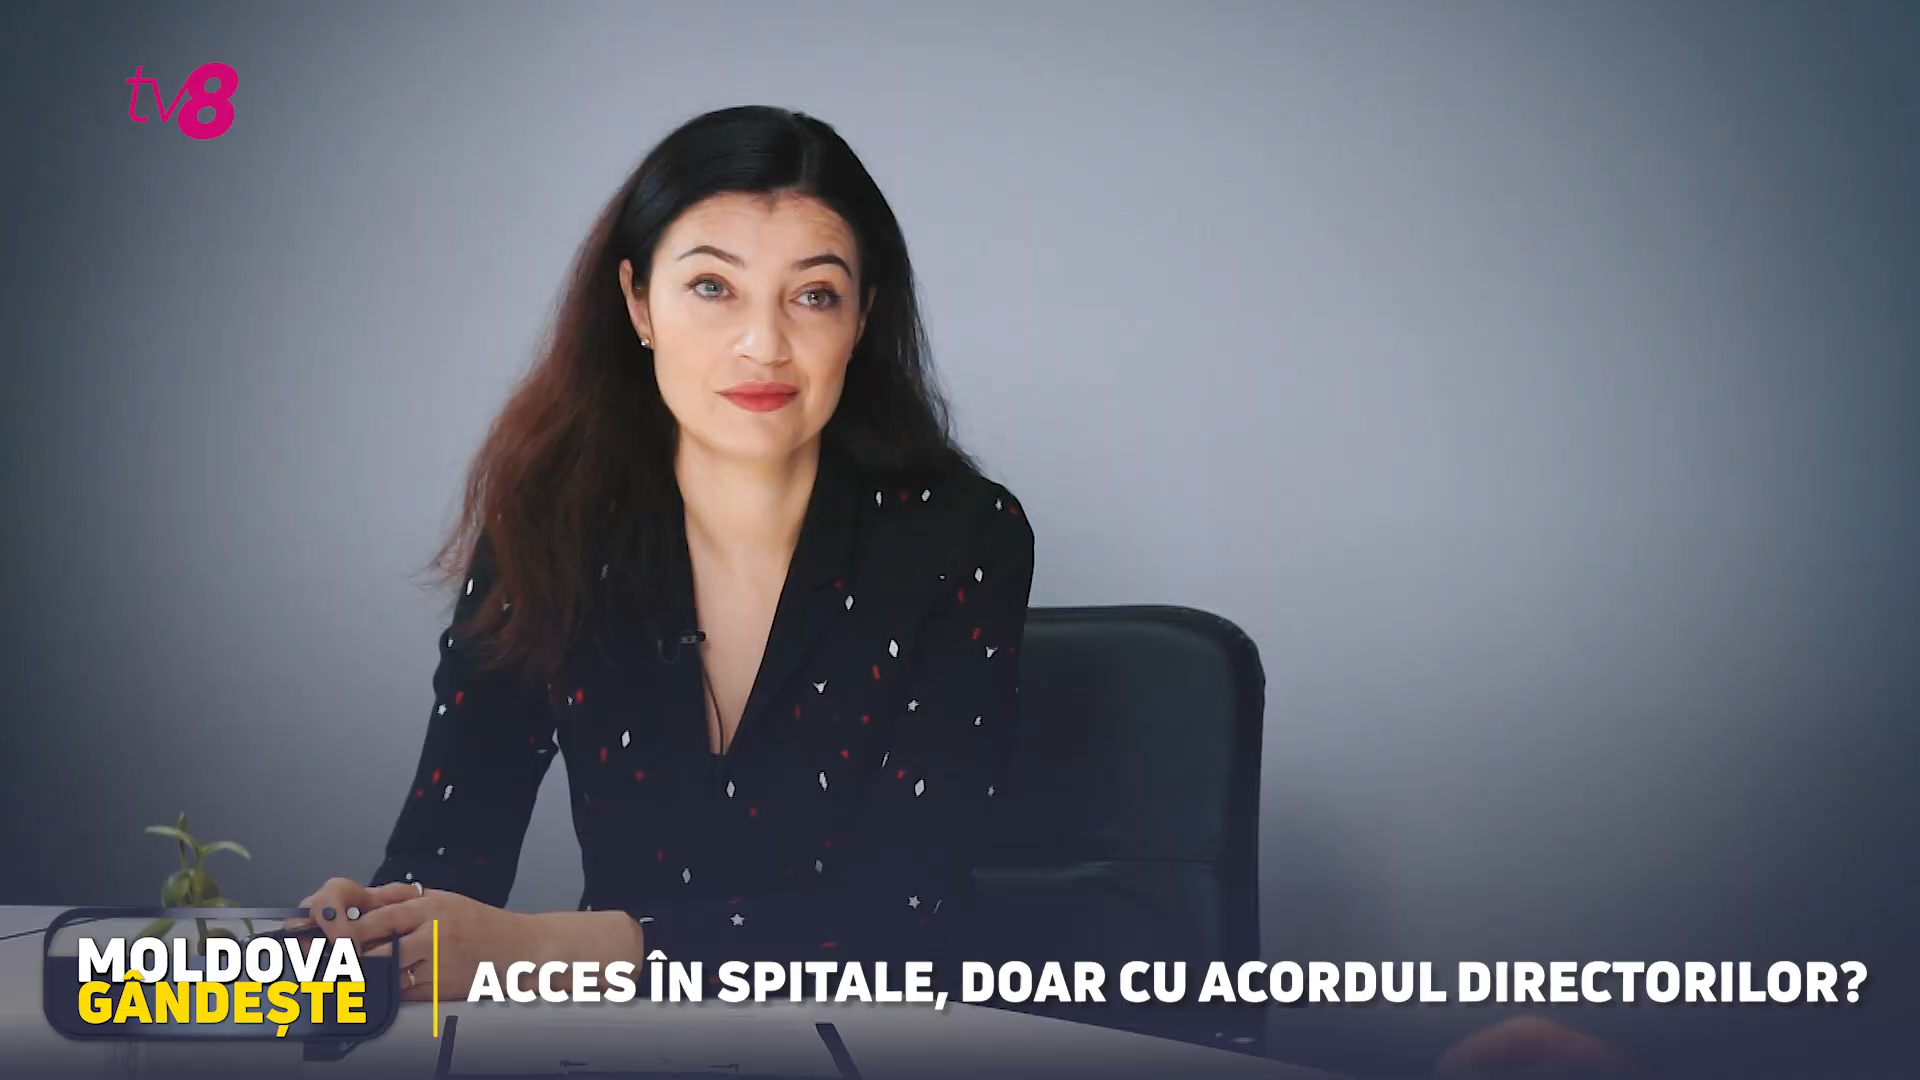 tv8
MOLDOVA
GÂNDEȘTE
ACCES ÎN SPITALE, DOAR CU ACORDUL DIRECTORILOR?